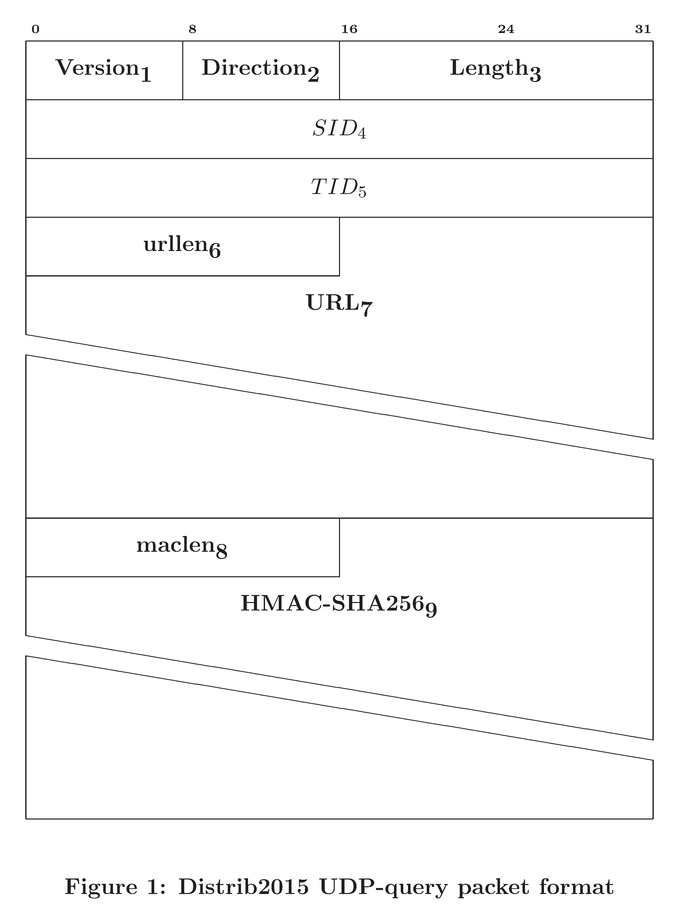 0 8 16 24 31
Version1 Direction2 Length3
SID4
TID5
urllen6
URL7
maclen8
HMAC-SHA2569
Figure 1: Distrib2015 UDP-query packet format